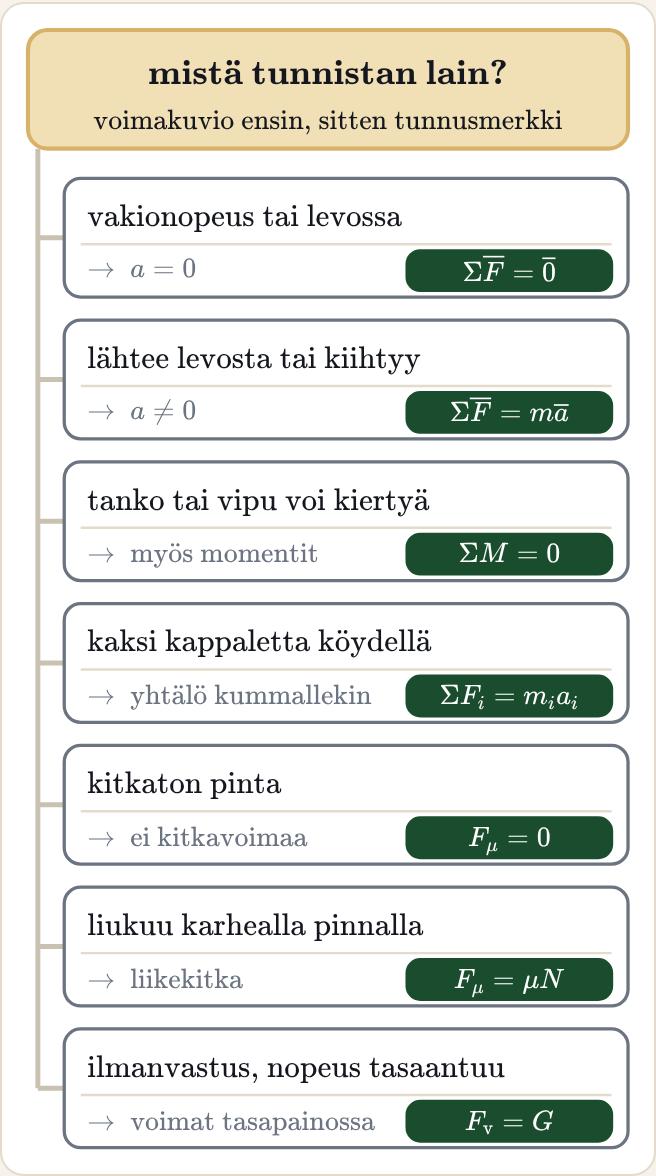 mistä tunnistan lain?
voimakuvio ensin, sitten tunnusmerkki
vakionopeus tai levossa
→ a = 0
ΣF̅ = 0̅
lähtee levosta tai kiihtyy
→ a ≠ 0
ΣF̅ = ma̅
tanko tai vipu voi kiertyä
→ myös momentit
ΣM = 0
kaksi kappaletta köydellä
→ yhtälö kummallekin
ΣFᵢ = mᵢaᵢ
kitkaton pinta
→ ei kitkavoimaa
F_μ = 0
liukuu karhealla pinnalla
→ liikekitka
F_μ = μN
ilmanvastus, nopeus tasaantuu
→ voimat tasapainossa
F_v = G